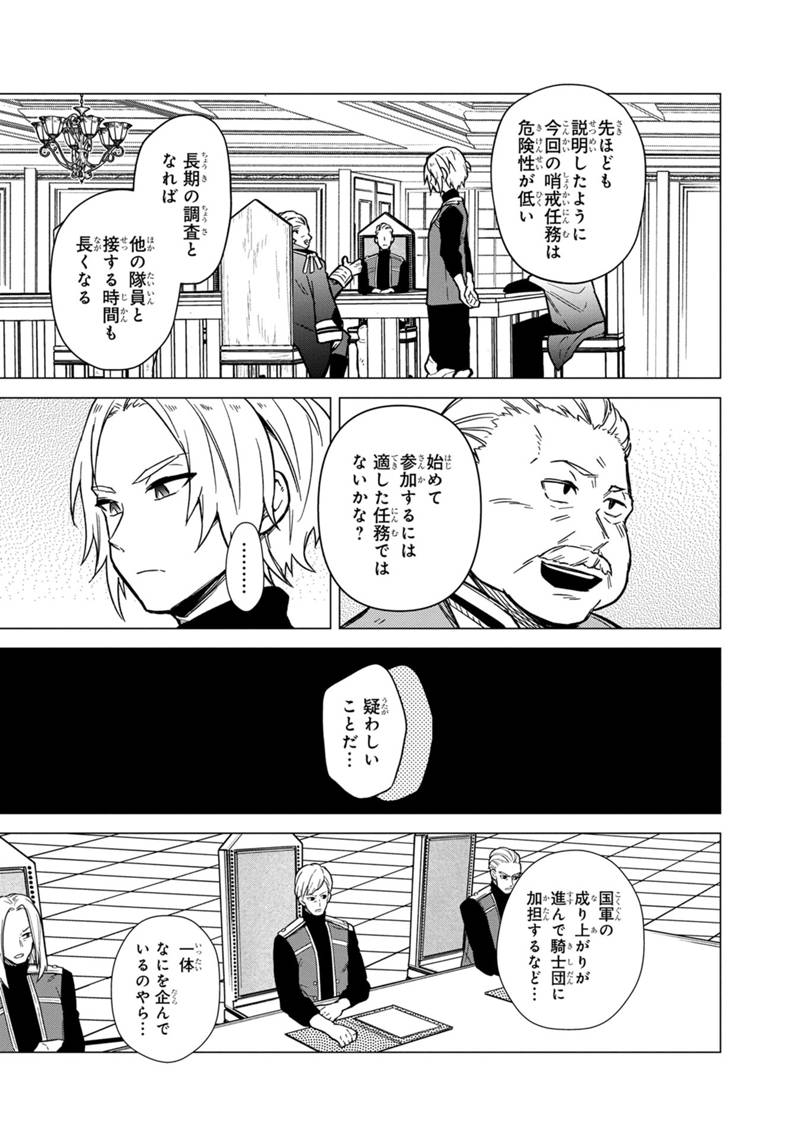 先ほども
説明したように
今回の哨戒任務は
危険性が低い
長期の調査と
なれば
他の隊員と
接する時間も
長くなる
始めて
参加するには
適した任務では
ないかな?
………
疑わしい
ことだ…
国軍の
成り上がりが
進んで騎士団に
加担するなど…
一体
なにを企んで
いるのやら…